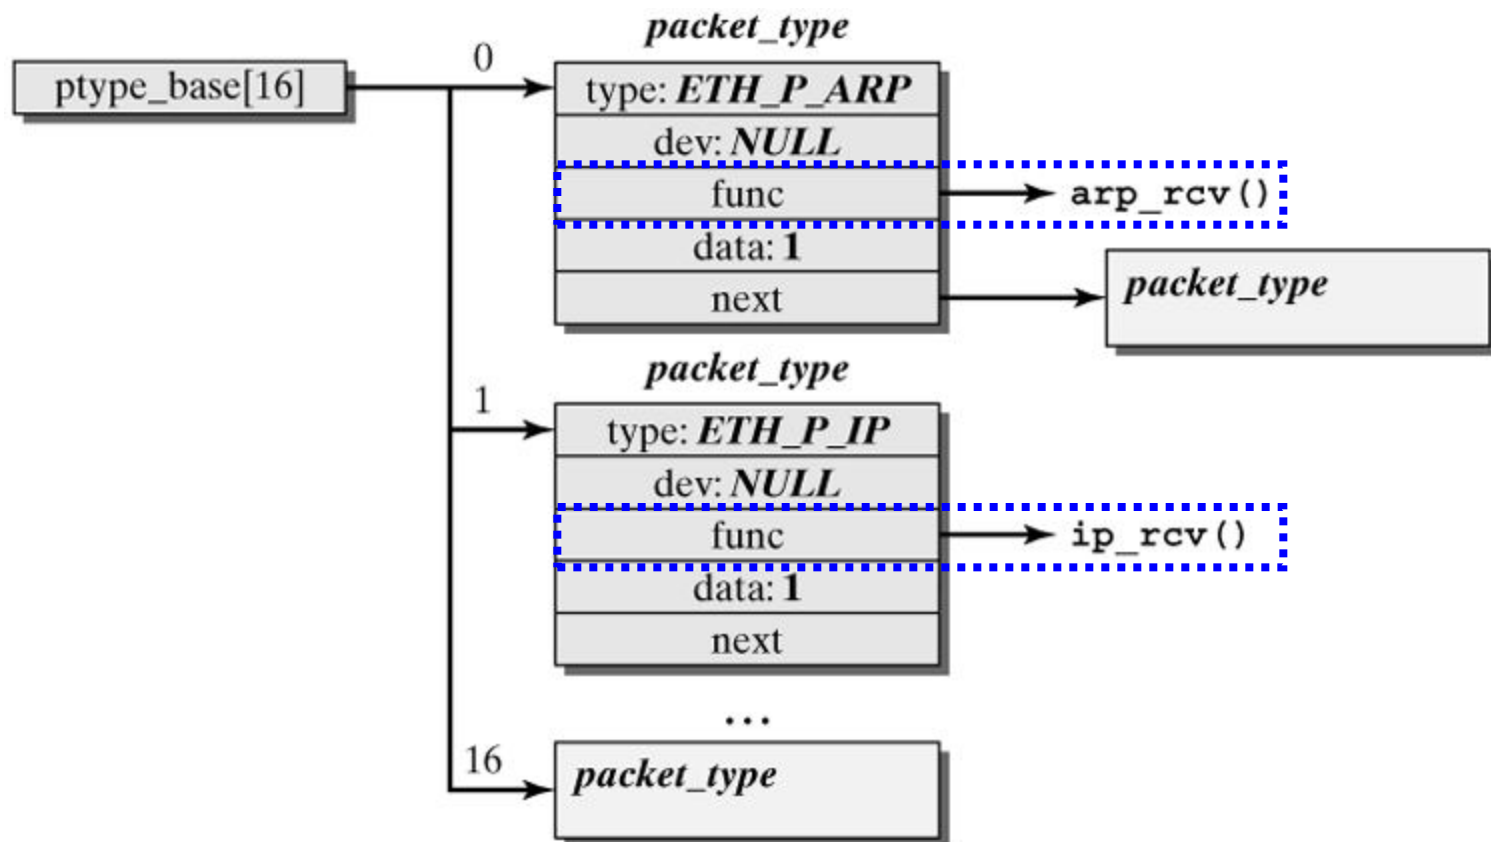 packet_type
0
ptype_base[16]
type: ETH_P_ARP
dev: NULL
func
arp_rcv()
data: 1
next
packet_type
packet_type
1
type: ETH_P_IP
dev: NULL
func
ip_rcv()
data: 1
next
...
16
packet_type